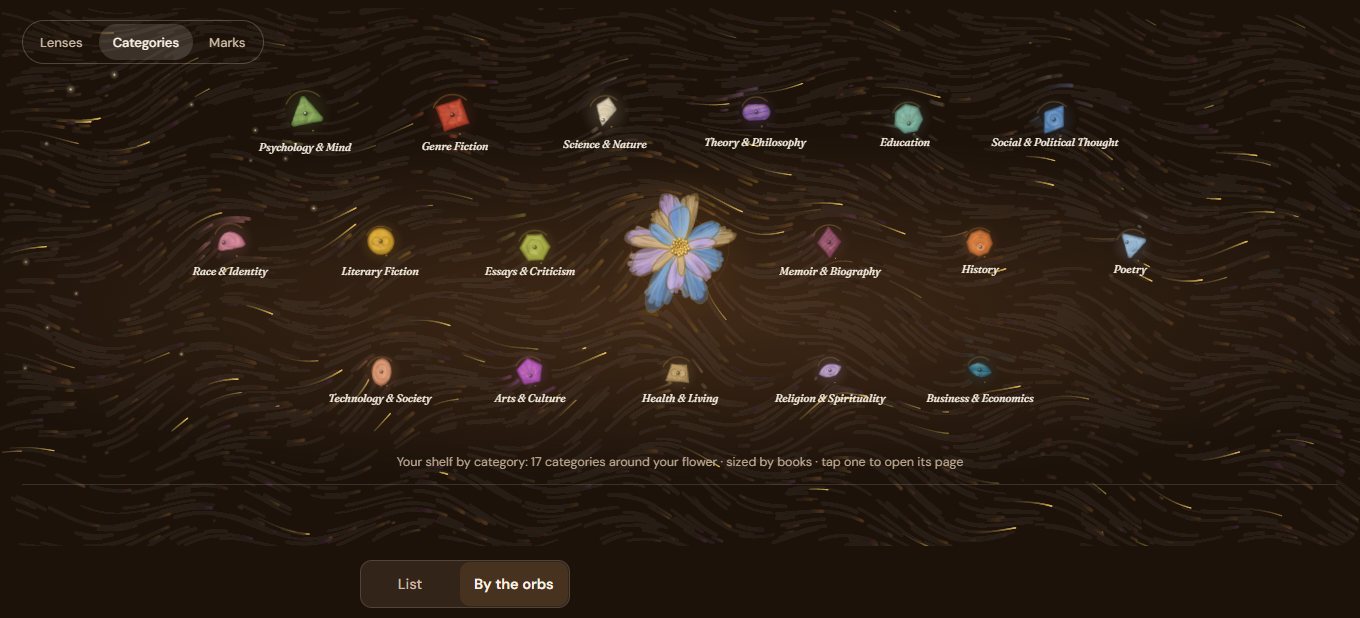 Lenses Categories Marks
Psychology & Mind Genre Fiction Science & Nature Theory & Philosophy Education Social & Political Thought
Race & Identity Literary Fiction Essays & Criticism Memoir & Biography History Poetry
Technology & Society Arts & Culture Health & Living Religion & Spirituality Business & Economics
Your shelf by category: 17 categories around your flower · sized by books · tap one to open its page
List By the orbs